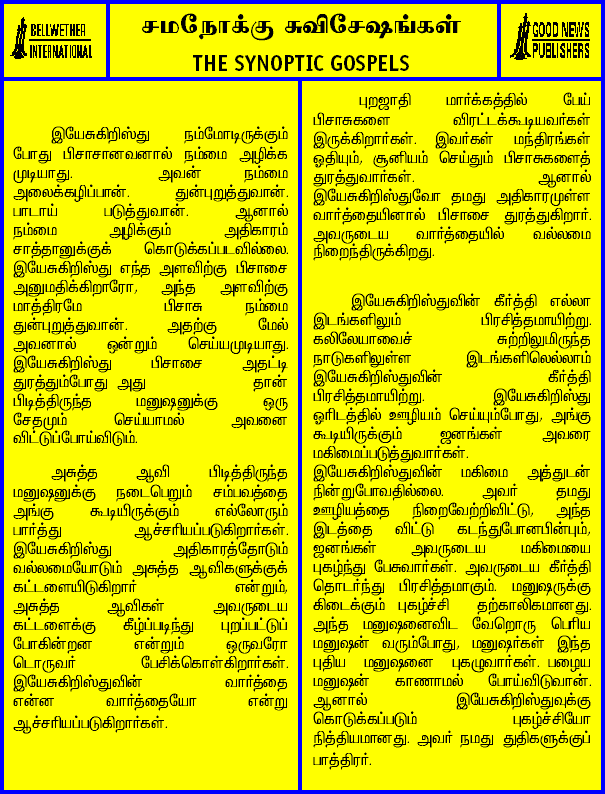 BELLWETHER
INTERNATIONAL
சமநோக்கு சுவிசேஷங்கள்
THE SYNOPTIC GOSPELS
GOOD NEWS
PUBLISHERS
இயேசுகிறிஸ்து நம்மோடிருக்கும்
போது பிசாசானவனால் நம்மை அழிக்க
முடியாது. அவன் நம்மை
அலைக்கழிப்பான். துன்புறுத்துவான்.
பாடாய் படுத்துவான். ஆனால்
நம்மை அழிக்கும் அதிகாரம்
சாத்தானுக்குக் கொடுக்கப்படவில்லை.
இயேசுகிறிஸ்து எந்த அளவிற்கு பிசாசை
அனுமதிக்கிறாரோ, அந்த அளவிற்கு
மாத்திரமே பிசாசு நம்மை
துன்புறுத்துவான். அதற்கு மேல்
அவனால் ஒன்றும் செய்யமுடியாது.
இயேசுகிறிஸ்து பிசாசை அதட்டி
துரத்தும்போது அது தான்
பிடித்திருந்த மனுஷனுக்கு ஒரு
சேதமும் செய்யாமல் அவனை
விட்டுப்போய்விடும்.
அசுத்த ஆவி பிடித்திருந்த
மனுஷனுக்கு நடைபெறும் சம்பவத்தை
அங்கு கூடியிருக்கும் எல்லோரும்
பார்த்து ஆச்சரியப்படுகிறார்கள்.
இயேசுகிறிஸ்து அதிகாரத்தோடும்
வல்லமையோடும் அசுத்த ஆவிகளுக்குக்
கட்டளையிடுகிறார் என்றும்,
அசுத்த ஆவிகள் அவருடைய
கட்டளைக்கு கீழ்ப்படிந்து புறப்பட்டுப்
போகின்றன என்றும் ஒருவரோ
டொருவர் பேசிக்கொள்கிறார்கள்.
இயேசுகிறிஸ்துவின் வார்த்தை
என்ன வார்த்தையோ என்று
ஆச்சரியப்படுகிறார்கள்.
புறஜாதி மார்க்கத்தில் பேய்
பிசாசுகளை விரட்டக்கூடியவர்கள்
இருக்கிறார்கள். இவர்கள் மந்திரங்கள்
ஓதியும், சூனியம் செய்தும் பிசாசுகளைத்
துரத்துவார்கள். ஆனால்
இயேசுகிறிஸ்துவோ தமது அதிகாரமுள்ள
வார்த்தையினால் பிசாசை துரத்துகிறார்.
அவருடைய வார்த்தையில் வல்லமை
நிறைந்திருக்கிறது.
இயேசுகிறிஸ்துவின் கீர்த்தி எல்லா
இடங்களிலும் பிரசித்தமாயிற்று.
கலிலேயாவைச் சுற்றிலுமிருந்த
நாடுகளிலுள்ள இடங்களிலெல்லாம்
இயேசுகிறிஸ்துவின் கீர்த்தி
பிரசித்தமாயிற்று. இயேசுகிறிஸ்து
ஓரிடத்தில் ஊழியம் செய்யும்போது, அங்கு
கூடியிருக்கும் ஜனங்கள் அவரை
மகிமைப்படுத்துவார்கள்.
இயேசுகிறிஸ்துவின் மகிமை அத்துடன்
நின்றுபோவதில்லை. அவர் தமது
ஊழியத்தை நிறைவேற்றிவிட்டு, அந்த
இடத்தை விட்டு கடந்துபோனபின்பும்,
ஜனங்கள் அவருடைய மகிமையை
புகழ்ந்து பேசுவார்கள். அவருடைய கீர்த்தி
தொடர்ந்து பிரசித்தமாகும். மனுஷருக்கு
கிடைக்கும் புகழ்ச்சி தற்காலிகமானது.
அந்த மனுஷனைவிட வேறொரு பெரிய
மனுஷன் வரும்போது, மனுஷர்கள் இந்த
புதிய மனுஷனை புகழுவார்கள். பழைய
மனுஷன் காணாமல் போய்விடுவான்.
ஆனால் இயேசுகிறிஸ்துவுக்கு
கொடுக்கப்படும் புகழ்ச்சியோ
நித்தியமானது. அவர் நமது துதிகளுக்குப்
பாத்திரர்.